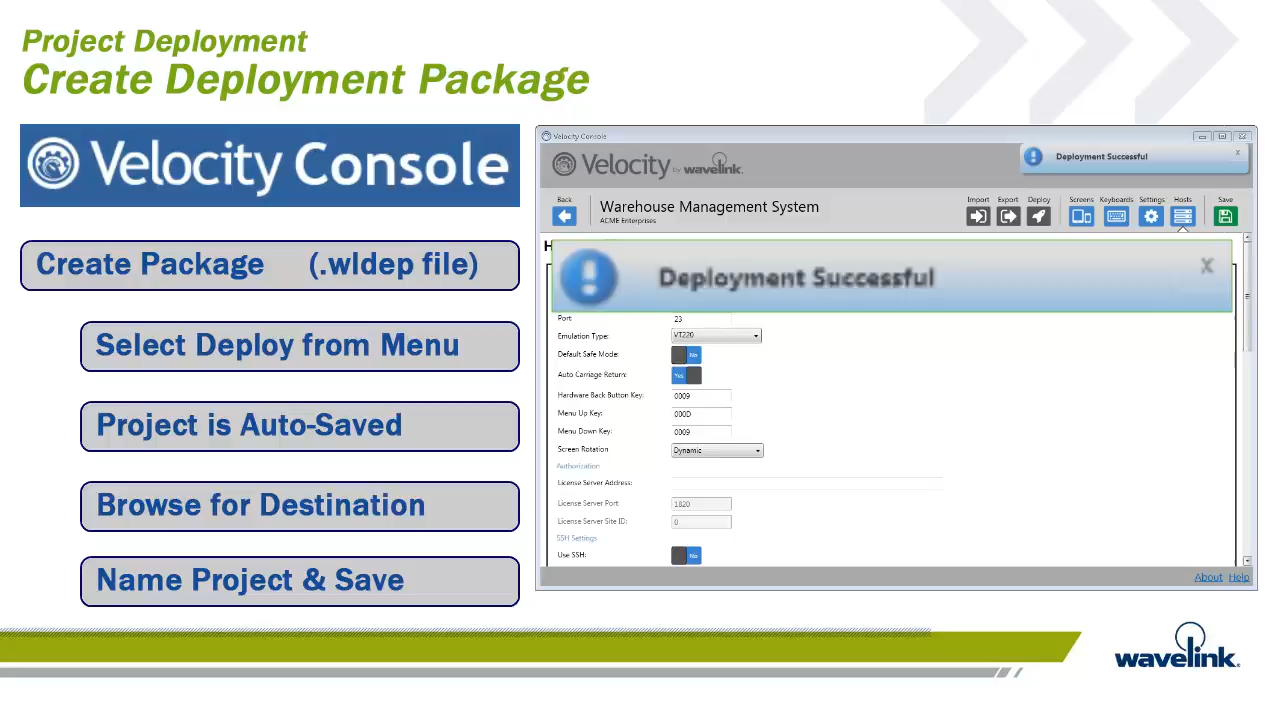 Project Deployment
Create Deployment Package
Velocity Console
Create Package (.wldep file)
Select Deploy from Menu
Project is Auto-Saved
Browse for Destination
Name Project & Save
Velocity Console
Velocity by wavelink.
Deployment Successful x
Back
Warehouse Management System
ACME Enterprises
Import Export Deploy Screens Keyboards Settings Hosts Save
H
Deployment Successful X
Port: 23
Emulation Type: VT220
Default Safe Mode: No
Auto Carriage Return: Yes
Hardware Back Button Key: 0009
Menu Up Key: 000D
Menu Down Key: 0009
Screen Rotation Dynamic
Authorization
License Server Address:
License Server Port 1820
License Server Site ID: 0
SSH Settings
Use SSH: No
About Help
wavelink.